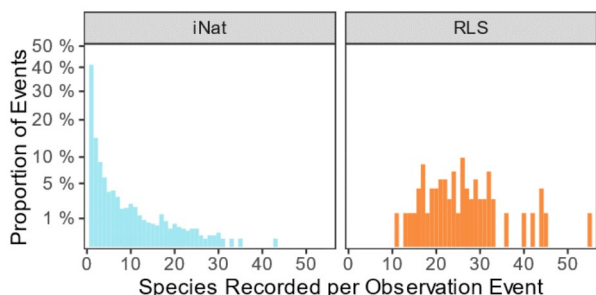 iNat
RLS
Proportion of Events
50 %
40 %
30 %
20 %
10 %
5 %
1 %
0 10 20 30 40 50
0 10 20 30 40 50
Species Recorded per Observation Event